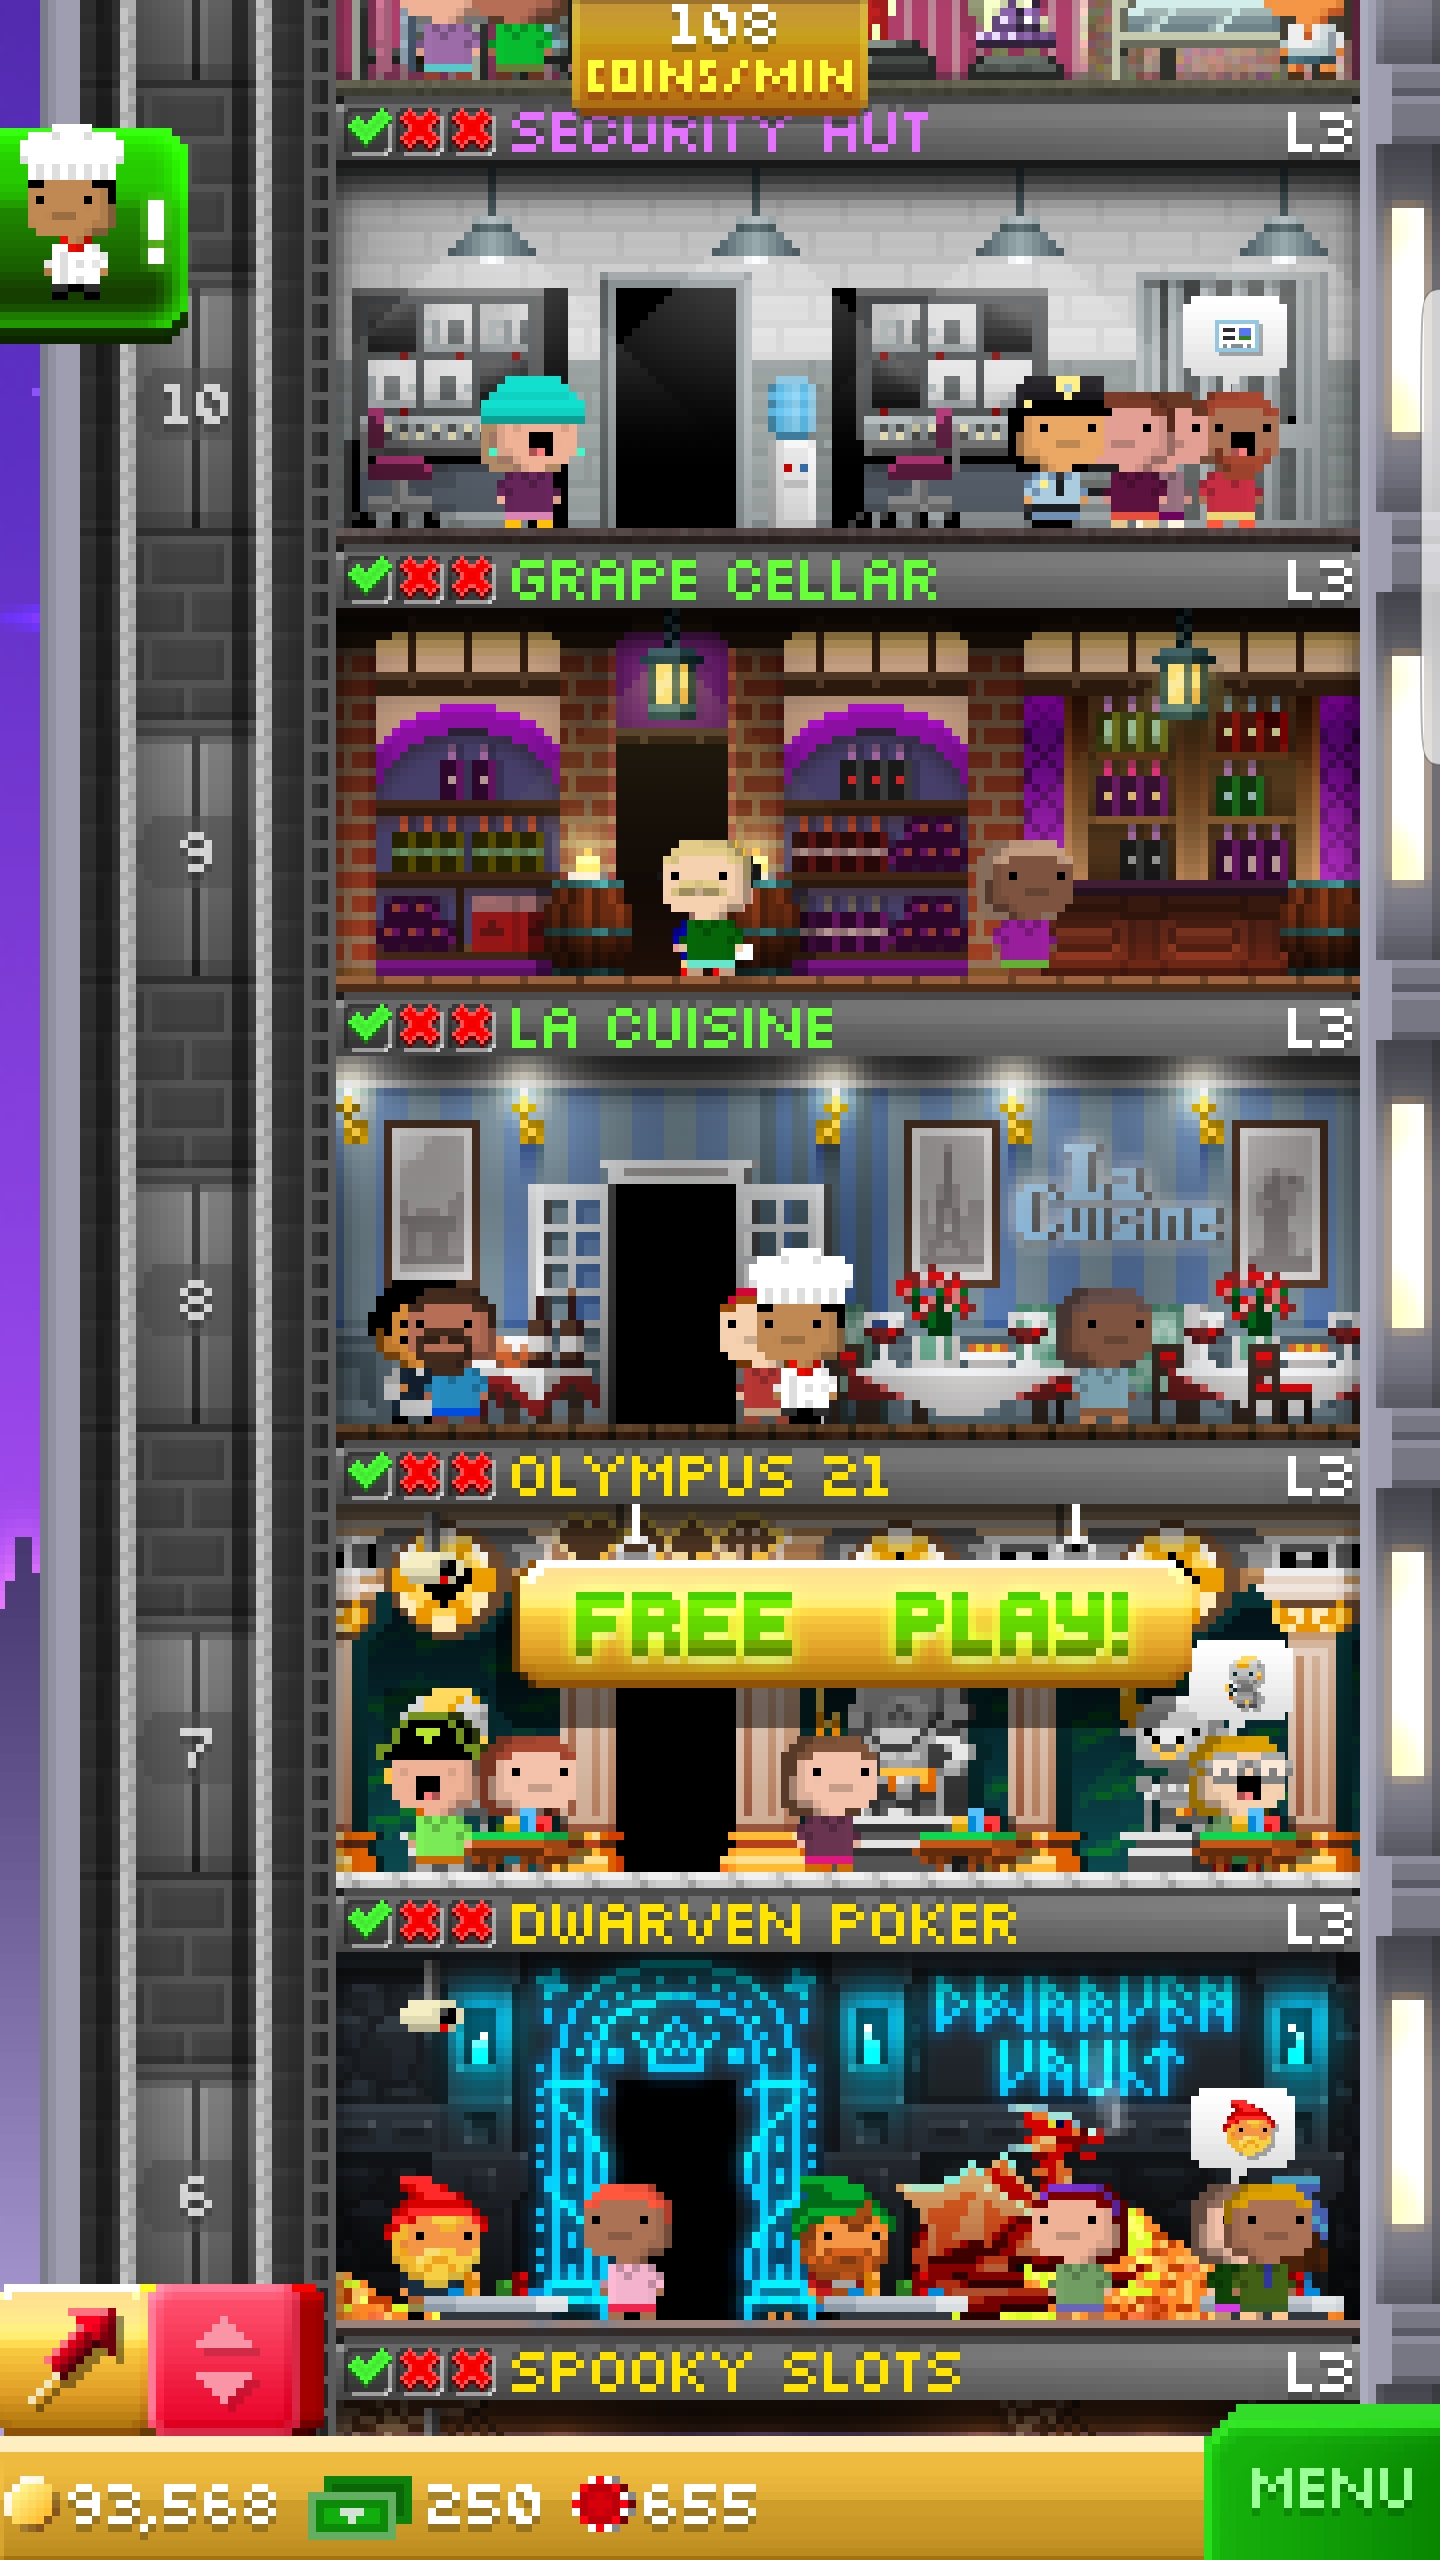 108
COINS/MIN
SECURITY HUT L3
!
10
GRAPE CELLAR L3
9
LA CUISINE L3
La
Cuisine
8
OLYMPUS 21 L3
FREE PLAY!
7
DWARVEN POKER L3
DWARVEN
VAULT
6
SPOOKY SLOTS L3
93,568 250 655
MENU